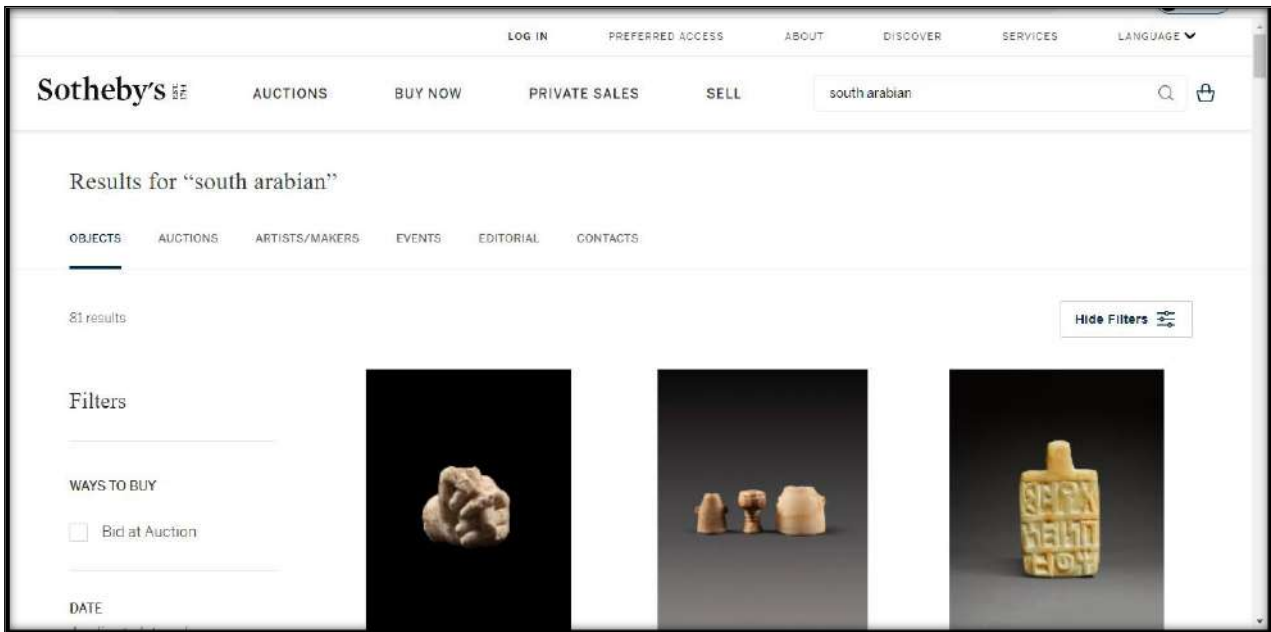 LOG IN PREFERRED ACCESS ABOUT DISCOVER SERVICES LANGUAGE
Sotheby's AUCTIONS BUY NOW PRIVATE SALES SELL south arabian
Results for “south arabian”
OBJECTS AUCTIONS ARTISTS/MAKERS EVENTS EDITORIAL CONTACTS
81 results
Hide Filters
Filters
WAYS TO BUY
Bid at Auction
DATE